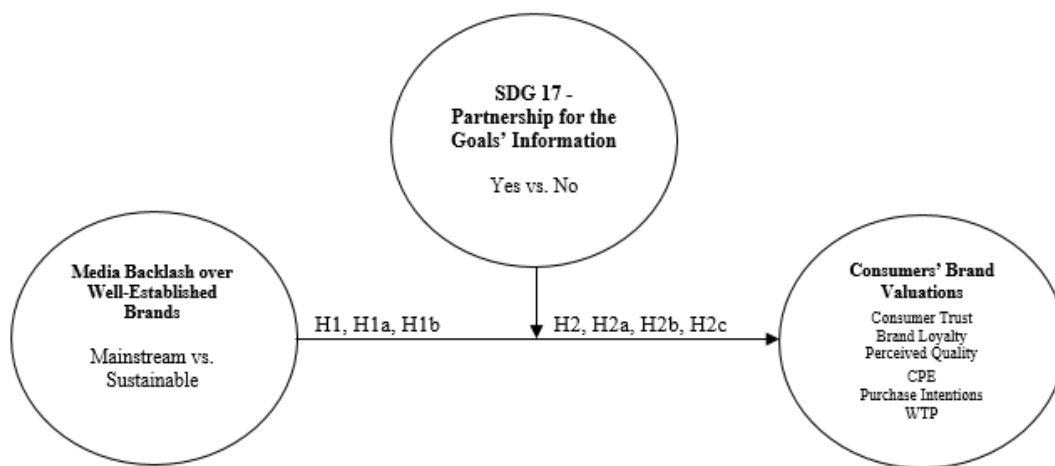 SDG 17 -
Partnership for the
Goals' Information
Yes vs. No
Media Backlash over
Well-Established
Brands
Mainstream vs.
Sustainable
H1, H1a, H1b
H2, H2a, H2b, H2c
Consumers' Brand
Valuations
Consumer Trust
Brand Loyalty
Perceived Quality
CPE
Purchase Intentions
WTP